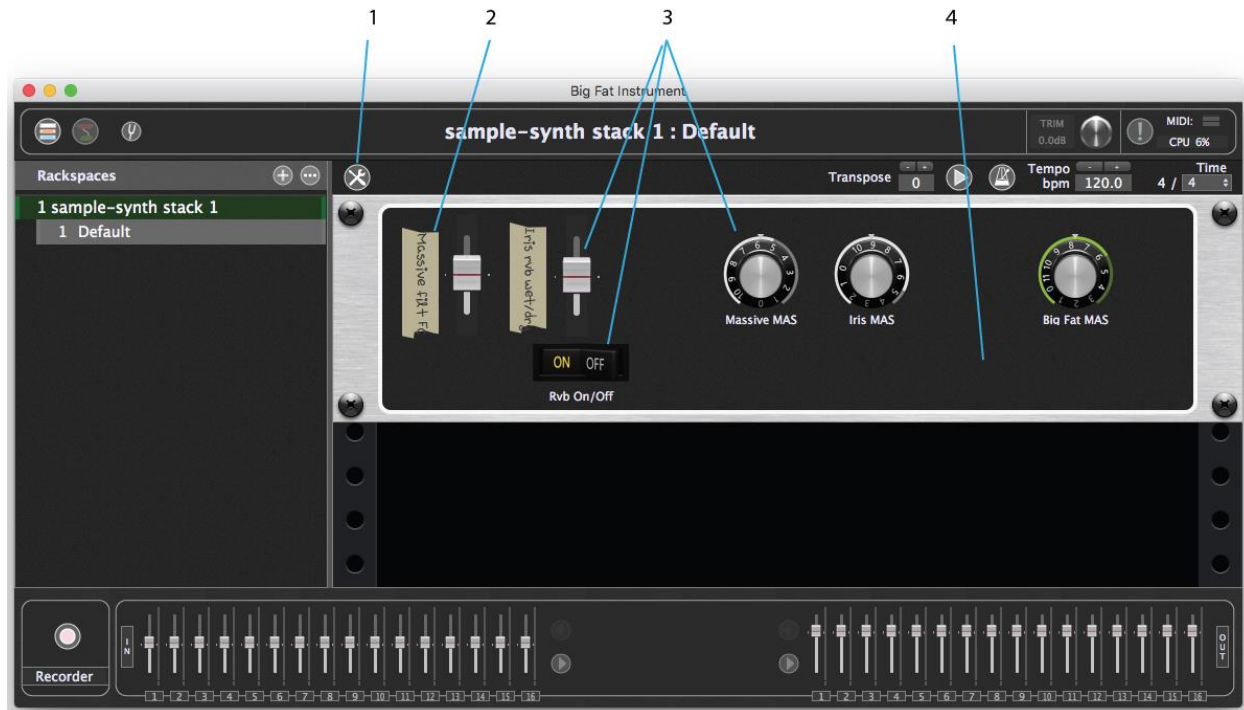 1 2 3 4
Big Fat Instrument
sample-synth stack 1 : Default
TRIM
0.0dB
MIDI:
CPU 6%
Rackspaces
Transpose
0
Tempo
bpm
120.0
Time
4 / 4
1 sample-synth stack 1
1 Default
Massive filt
Iris rvb wet/dry
ON OFF
Rvb On/Off
Massive MAS
Iris MAS
Big Fat MAS
Recorder
IN
1 2 3 4 5 6 7 8 9 10 11 12 13 14 15 16
1 2 3 4 5 6 7 8 9 10 11 12 13 14 15 16
OUT